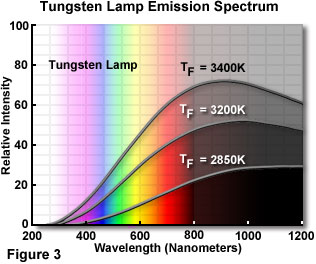 Tungsten Lamp Emission Spectrum
Relative Intensity
100
80
60
40
20
0
Tungsten Lamp
TF = 3400K
TF = 3200K
TF = 2850K
200 400 600 800 1000 1200
Wavelength (Nanometers)
Figure 3